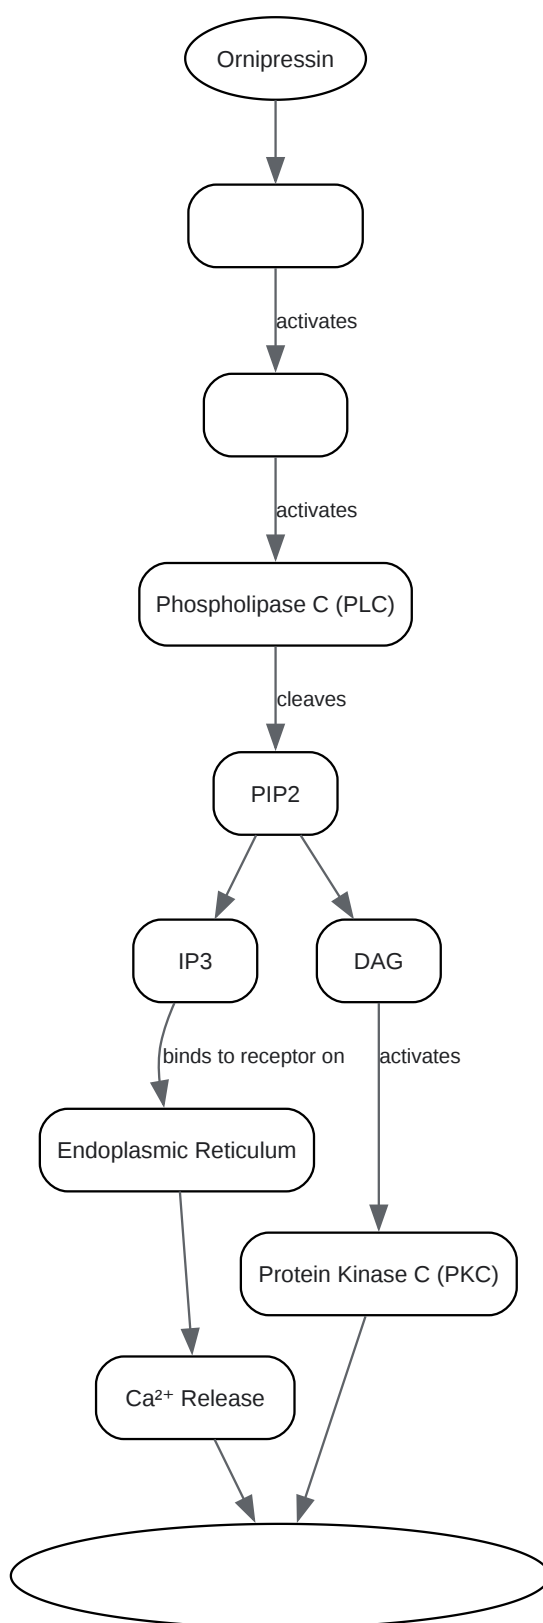 Ornipressin
activates
activates
Phospholipase C (PLC)
cleaves
PIP2
IP3
DAG
binds to receptor on
activates
Endoplasmic Reticulum
Protein Kinase C (PKC)
Ca²⁺ Release